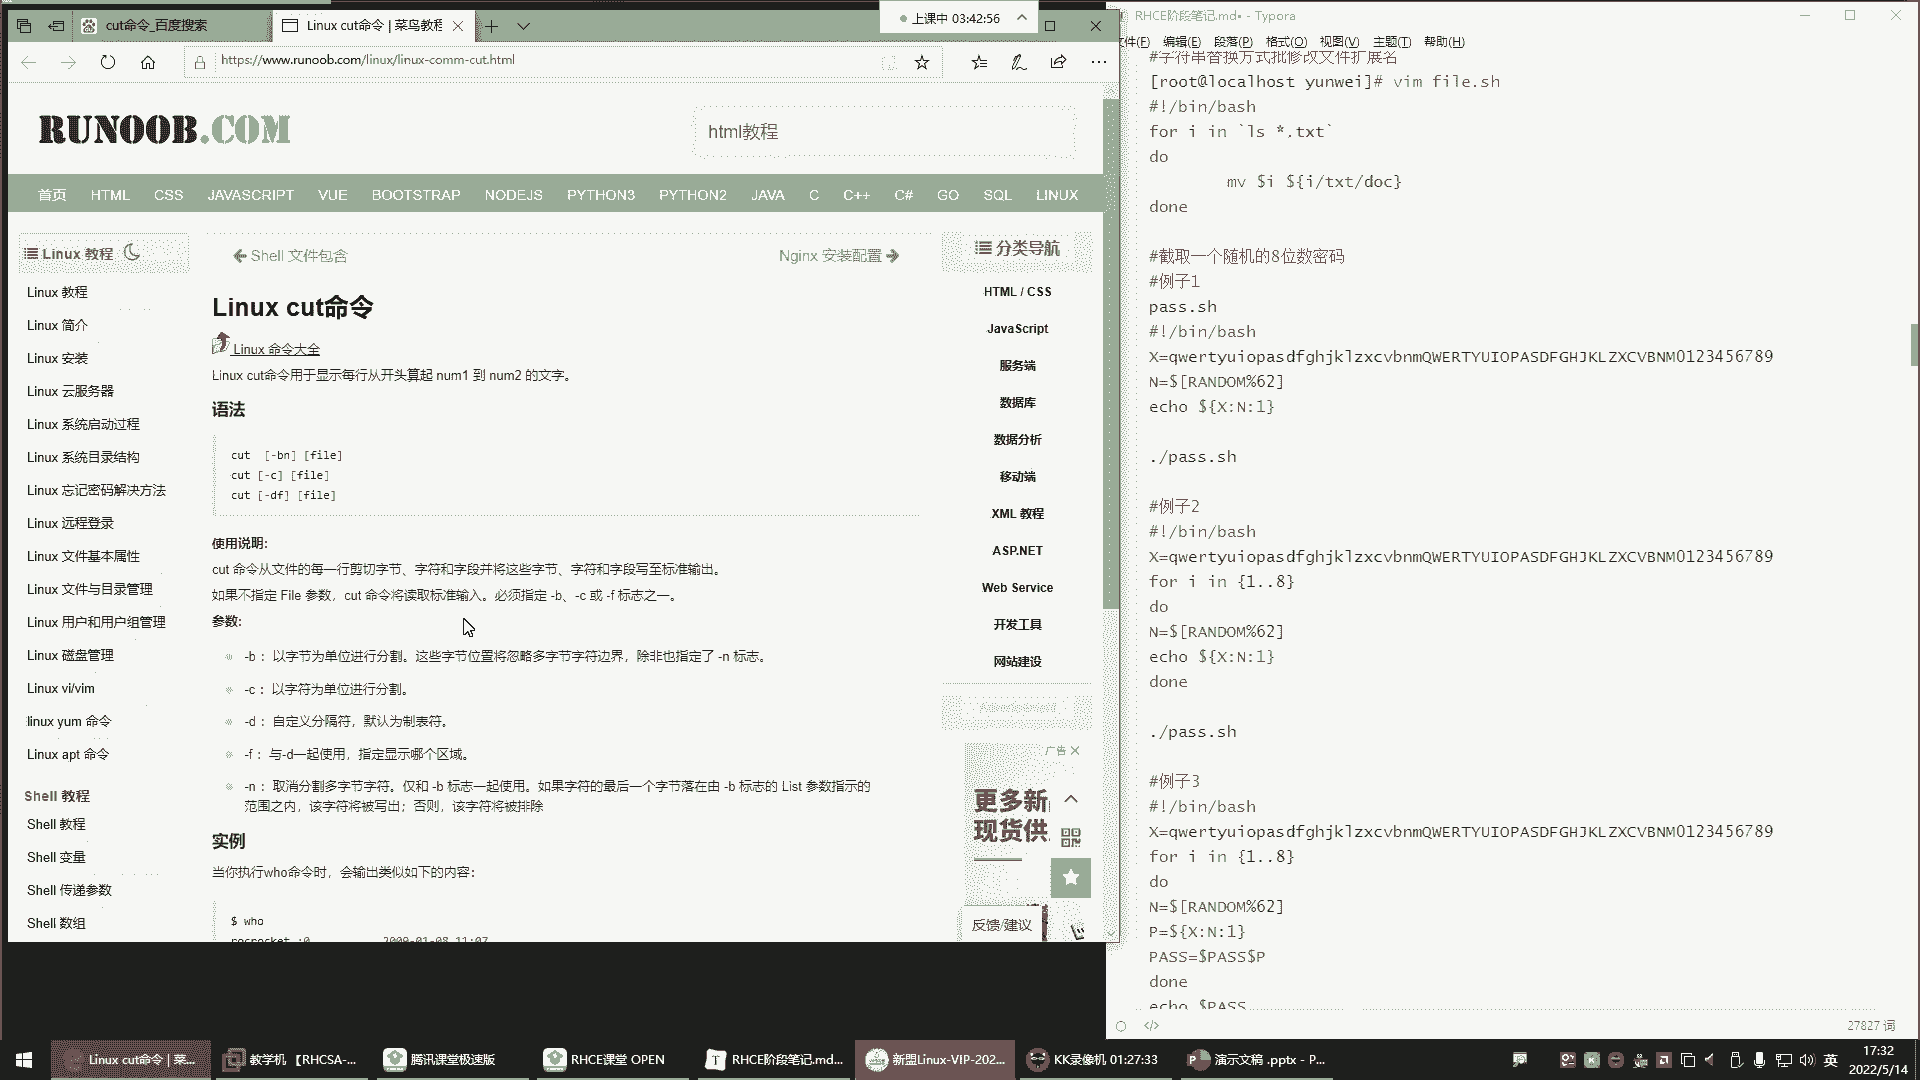 cut命令_百度搜索
Linux cut命令 | 菜鸟教程
上课中 03:42:56
https://www.runoob.com/linux/linux-comm-cut.html
RUNOOB.COM
html教程
首页 HTML CSS JAVASCRIPT VUE BOOTSTRAP NODEJS PYTHON3 PYTHON2 JAVA C C++ C# GO SQL LINUX
Linux 教程
Linux 教程
Linux 简介
Linux 安装
Linux 云服务器
Linux 系统启动过程
Linux 系统目录结构
Linux 忘记密码解决方法
Linux 远程登录
Linux 文件基本属性
Linux 文件与目录管理
Linux 用户和用户组管理
Linux 磁盘管理
Linux vi/vim
linux yum 命令
Linux apt 命令
Shell 教程
Shell 教程
Shell 变量
Shell 传递参数
Shell 数组
Shell 文件包含
Nginx 安装配置
Linux cut命令
Linux 命令大全
Linux cut命令用于显示每行从开头算起 num1 到 num2 的文字。
语法
cut  [-bn] [file]
cut [-c] [file]
cut [-df] [file]
使用说明:
cut 命令从文件的每一行剪切字节、字符和字段并将这些字节、字符和字段写至标准输出。
如果不指定 File 参数，cut 命令将读取标准输入。必须指定 -b、-c 或 -f 标志之一。
参数:
-b ：以字节为单位进行分割。这些字节位置将忽略多字节字符边界，除非也指定了 -n 标志。
-c ：以字符为单位进行分割。
-d ：自定义分隔符，默认为制表符。
-f ：与-d一起使用，指定显示哪个区域。
-n ：取消分割多字节字符。仅和 -b 标志一起使用。如果字符的最后一个字节落在由 -b 标志的 List 参数指示的
范围之内，该字符将被写出；否则，该字符将被排除
实例
当你执行who命令时，会输出类似如下的内容：
$ who
rocrocket :0           2009-01-08 11:07
分类导航
HTML / CSS
JavaScript
服务端
数据库
数据分析
移动端
XML 教程
ASP.NET
Web Service
开发工具
网站建设
Advertisement
广告
更多新
现货供
反馈/建议
RHCE阶段笔记.md• - Typora
文件(F) 编辑(E) 段落(P) 格式(O) 视图(V) 主题(T) 帮助(H)
#字符串替换方式批修改文件扩展名
[root@localhost yunwei]# vim file.sh
#!/bin/bash
for i in `ls *.txt`
do
mv $i ${i/txt/doc}
done
#截取一个随机的8位数密码
#例子1
pass.sh
#!/bin/bash
X=qwertyuiopasdfghjklzxcvbnmQWERTYUIOPASDFGHJKLZXCVBNM0123456789
N=$[RANDOM%62]
echo ${X:N:1}
./pass.sh
#例子2
#!/bin/bash
X=qwertyuiopasdfghjklzxcvbnmQWERTYUIOPASDFGHJKLZXCVBNM0123456789
for i in {1..8}
do
N=$[RANDOM%62]
echo ${X:N:1}
done
./pass.sh
#例子3
#!/bin/bash
X=qwertyuiopasdfghjklzxcvbnmQWERTYUIOPASDFGHJKLZXCVBNM0123456789
for i in {1..8}
do
N=$[RANDOM%62]
P=${X:N:1}
PASS=$PASS$P
done
echo $PASS
27827 词
Linux cut命令 | 菜...
教学机 【RHCSA-...
腾讯课堂极速版
RHCE课堂 OPEN
RHCE阶段笔记.md...
新盟Linux-VIP-202...
KK录像机 01:27:33
演示文稿 .pptx - P...
英
17:32
2022/5/14